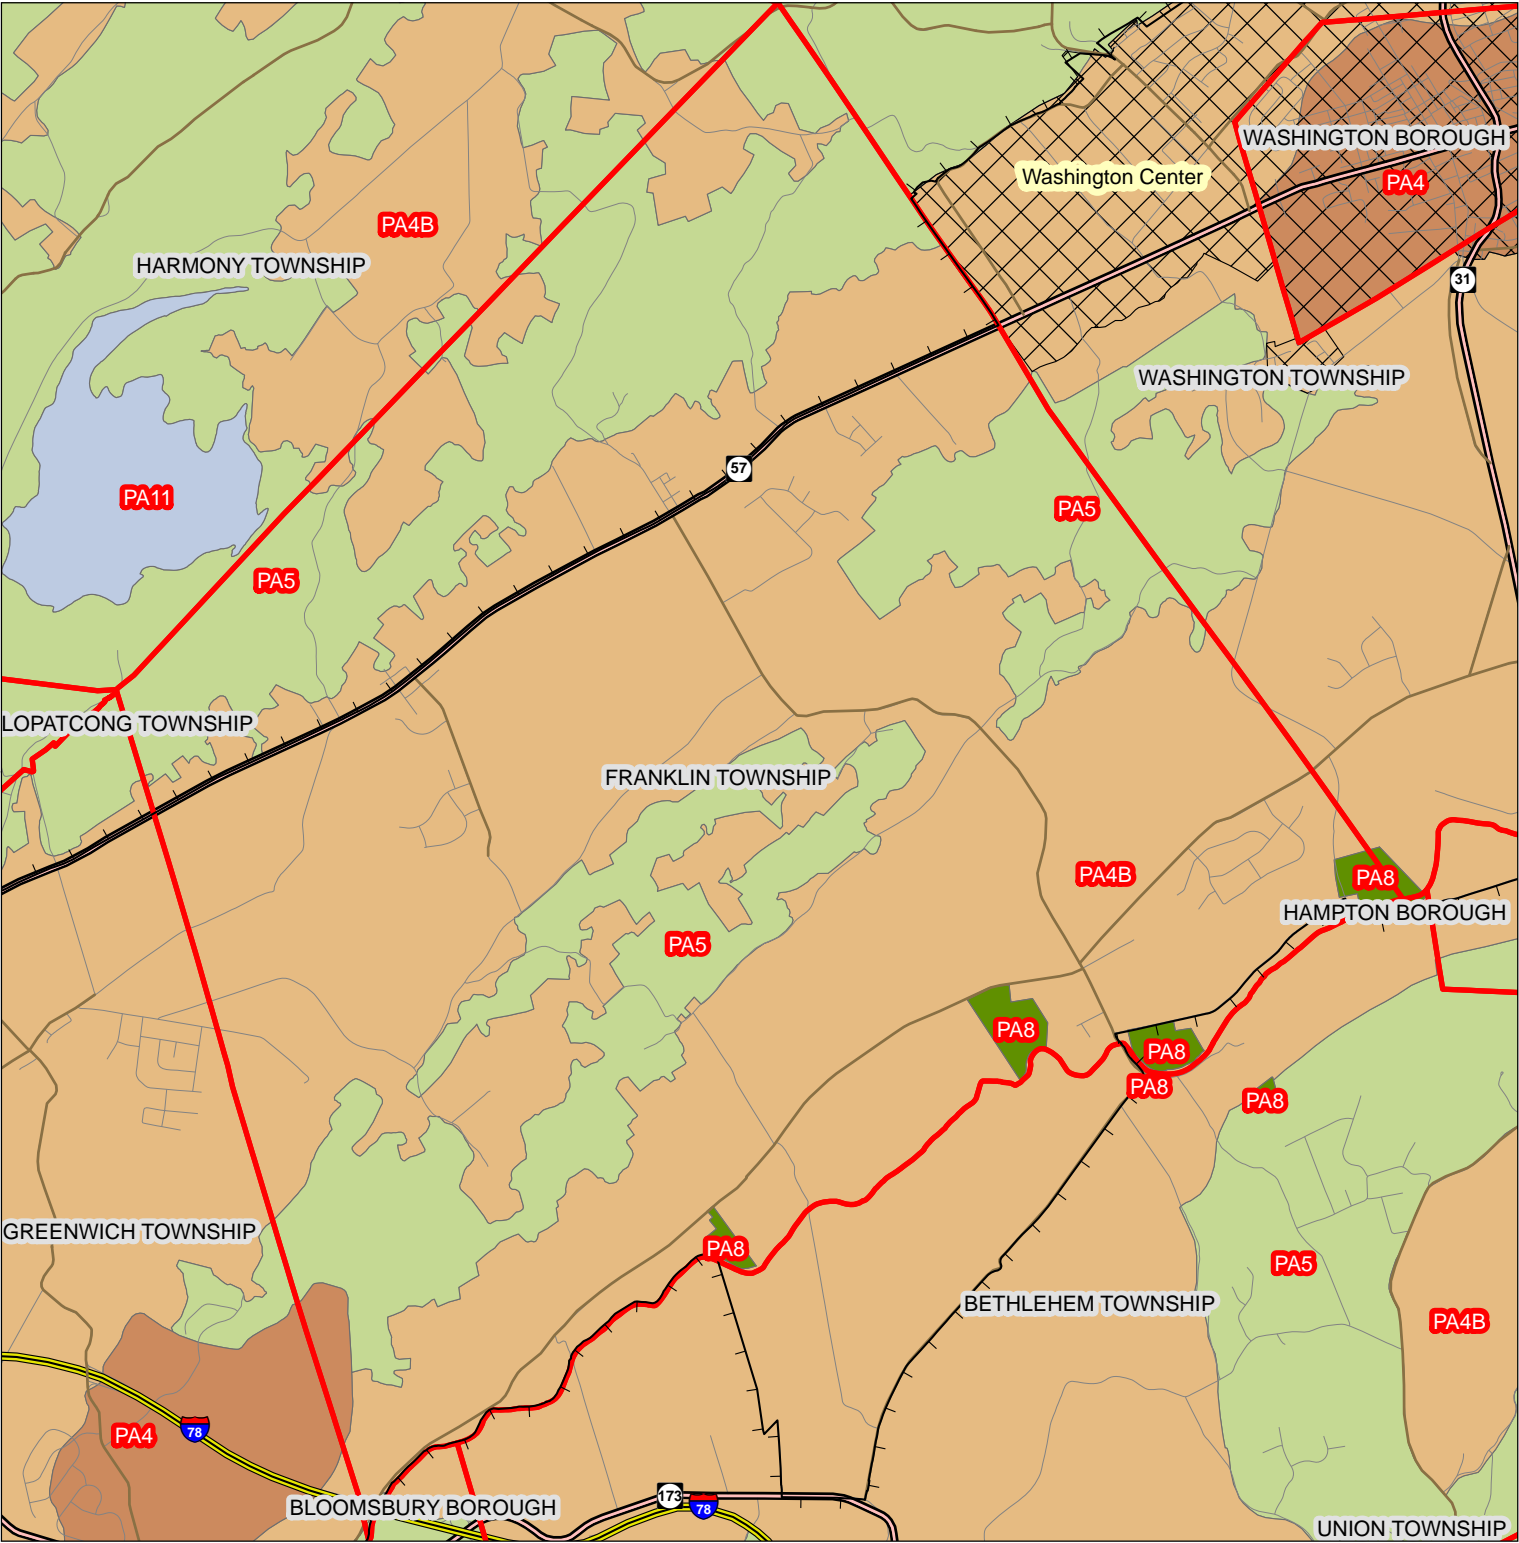 WASHINGTON BOROUGH
Washington Center
PA4
PA4B
HARMONY TOWNSHIP
31
WASHINGTON TOWNSHIP
57
PA11
PA5
PA5
LOPATCONG TOWNSHIP
FRANKLIN TOWNSHIP
PA4B
PA8
HAMPTON BOROUGH
PA5
PA8
PA8
PA8
PA8
GREENWICH TOWNSHIP
PA8
PA5
BETHLEHEM TOWNSHIP
PA4B
PA4
78
173
78
BLOOMSBURY BOROUGH
UNION TOWNSHIP